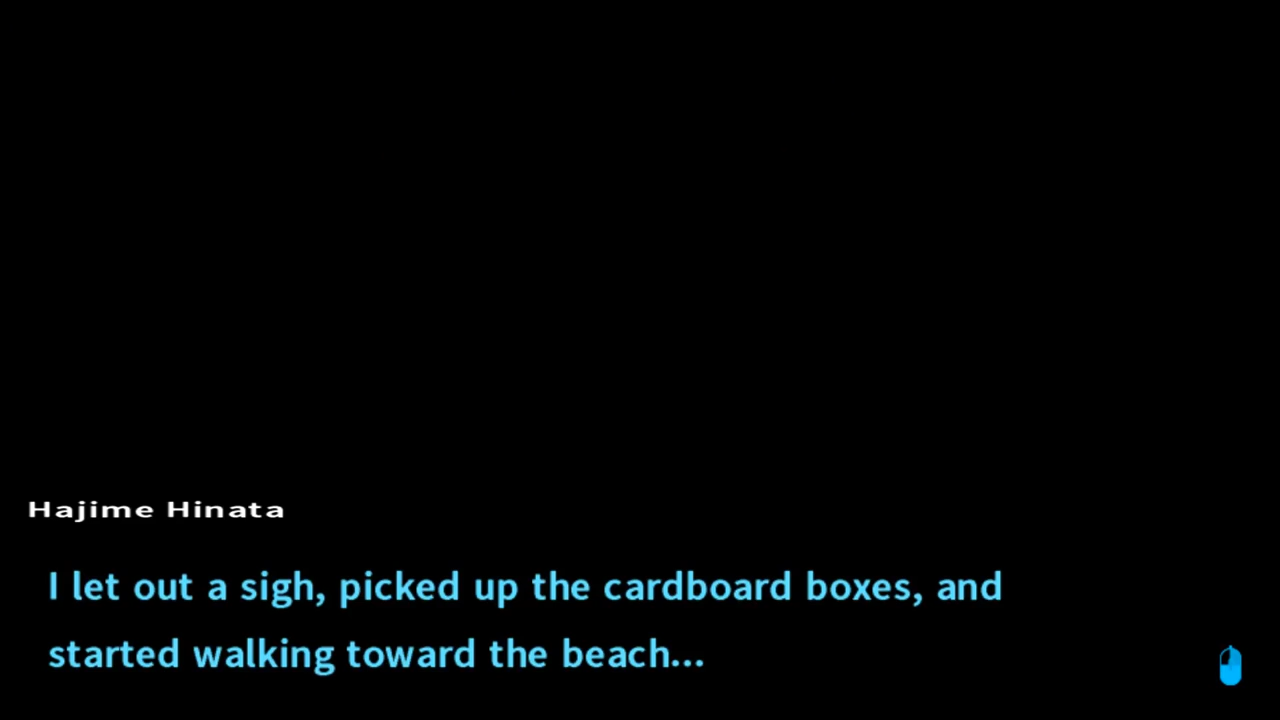 Hajime Hinata
I let out a sigh, picked up the cardboard boxes, and
started walking toward the beach...